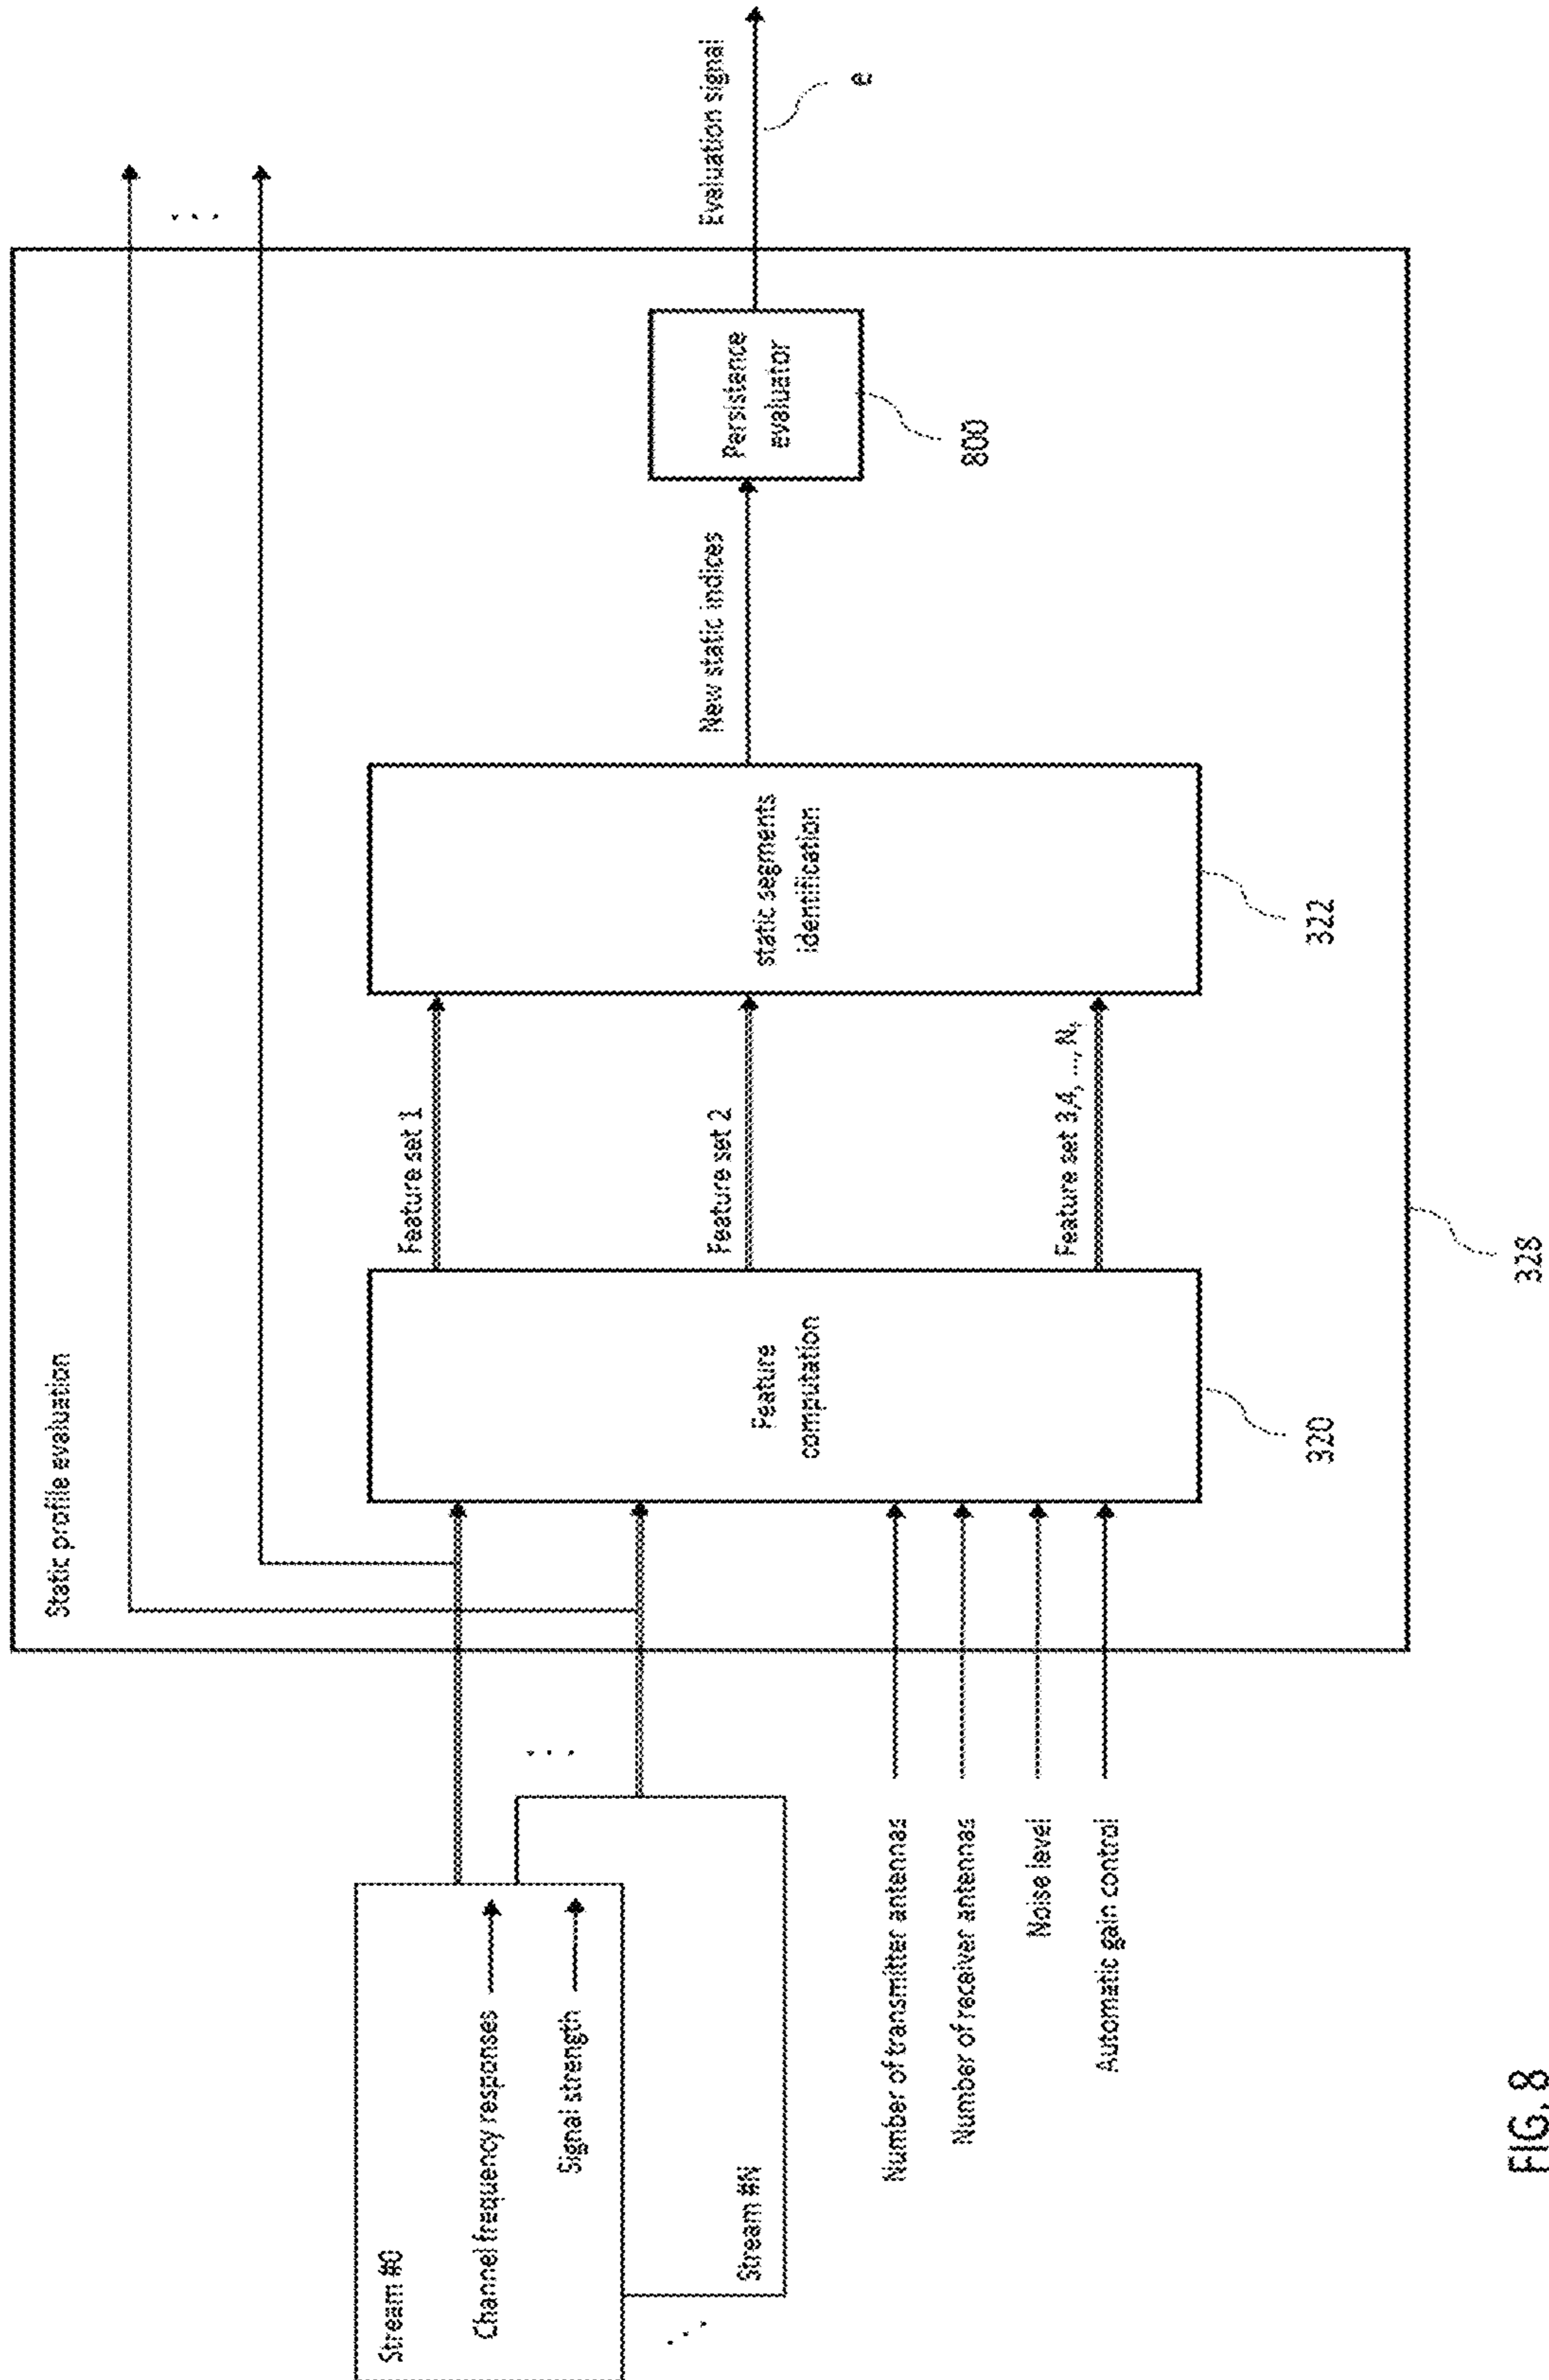 Static profile evaluation
Stream #0
Channel frequency responses
Signal strength
Stream #N
. . .
. . .
. . .
Number of transmitter antennas
Number of receiver antennas
Noise level
Automatic gain control
Feature
computation
320
Feature set 1
Feature set 2
Feature set 3,4, ..., Nf
static segments
identification
322
New static indices
Persistence
evaluator
800
Evaluation signal
e
328
FIG. 8